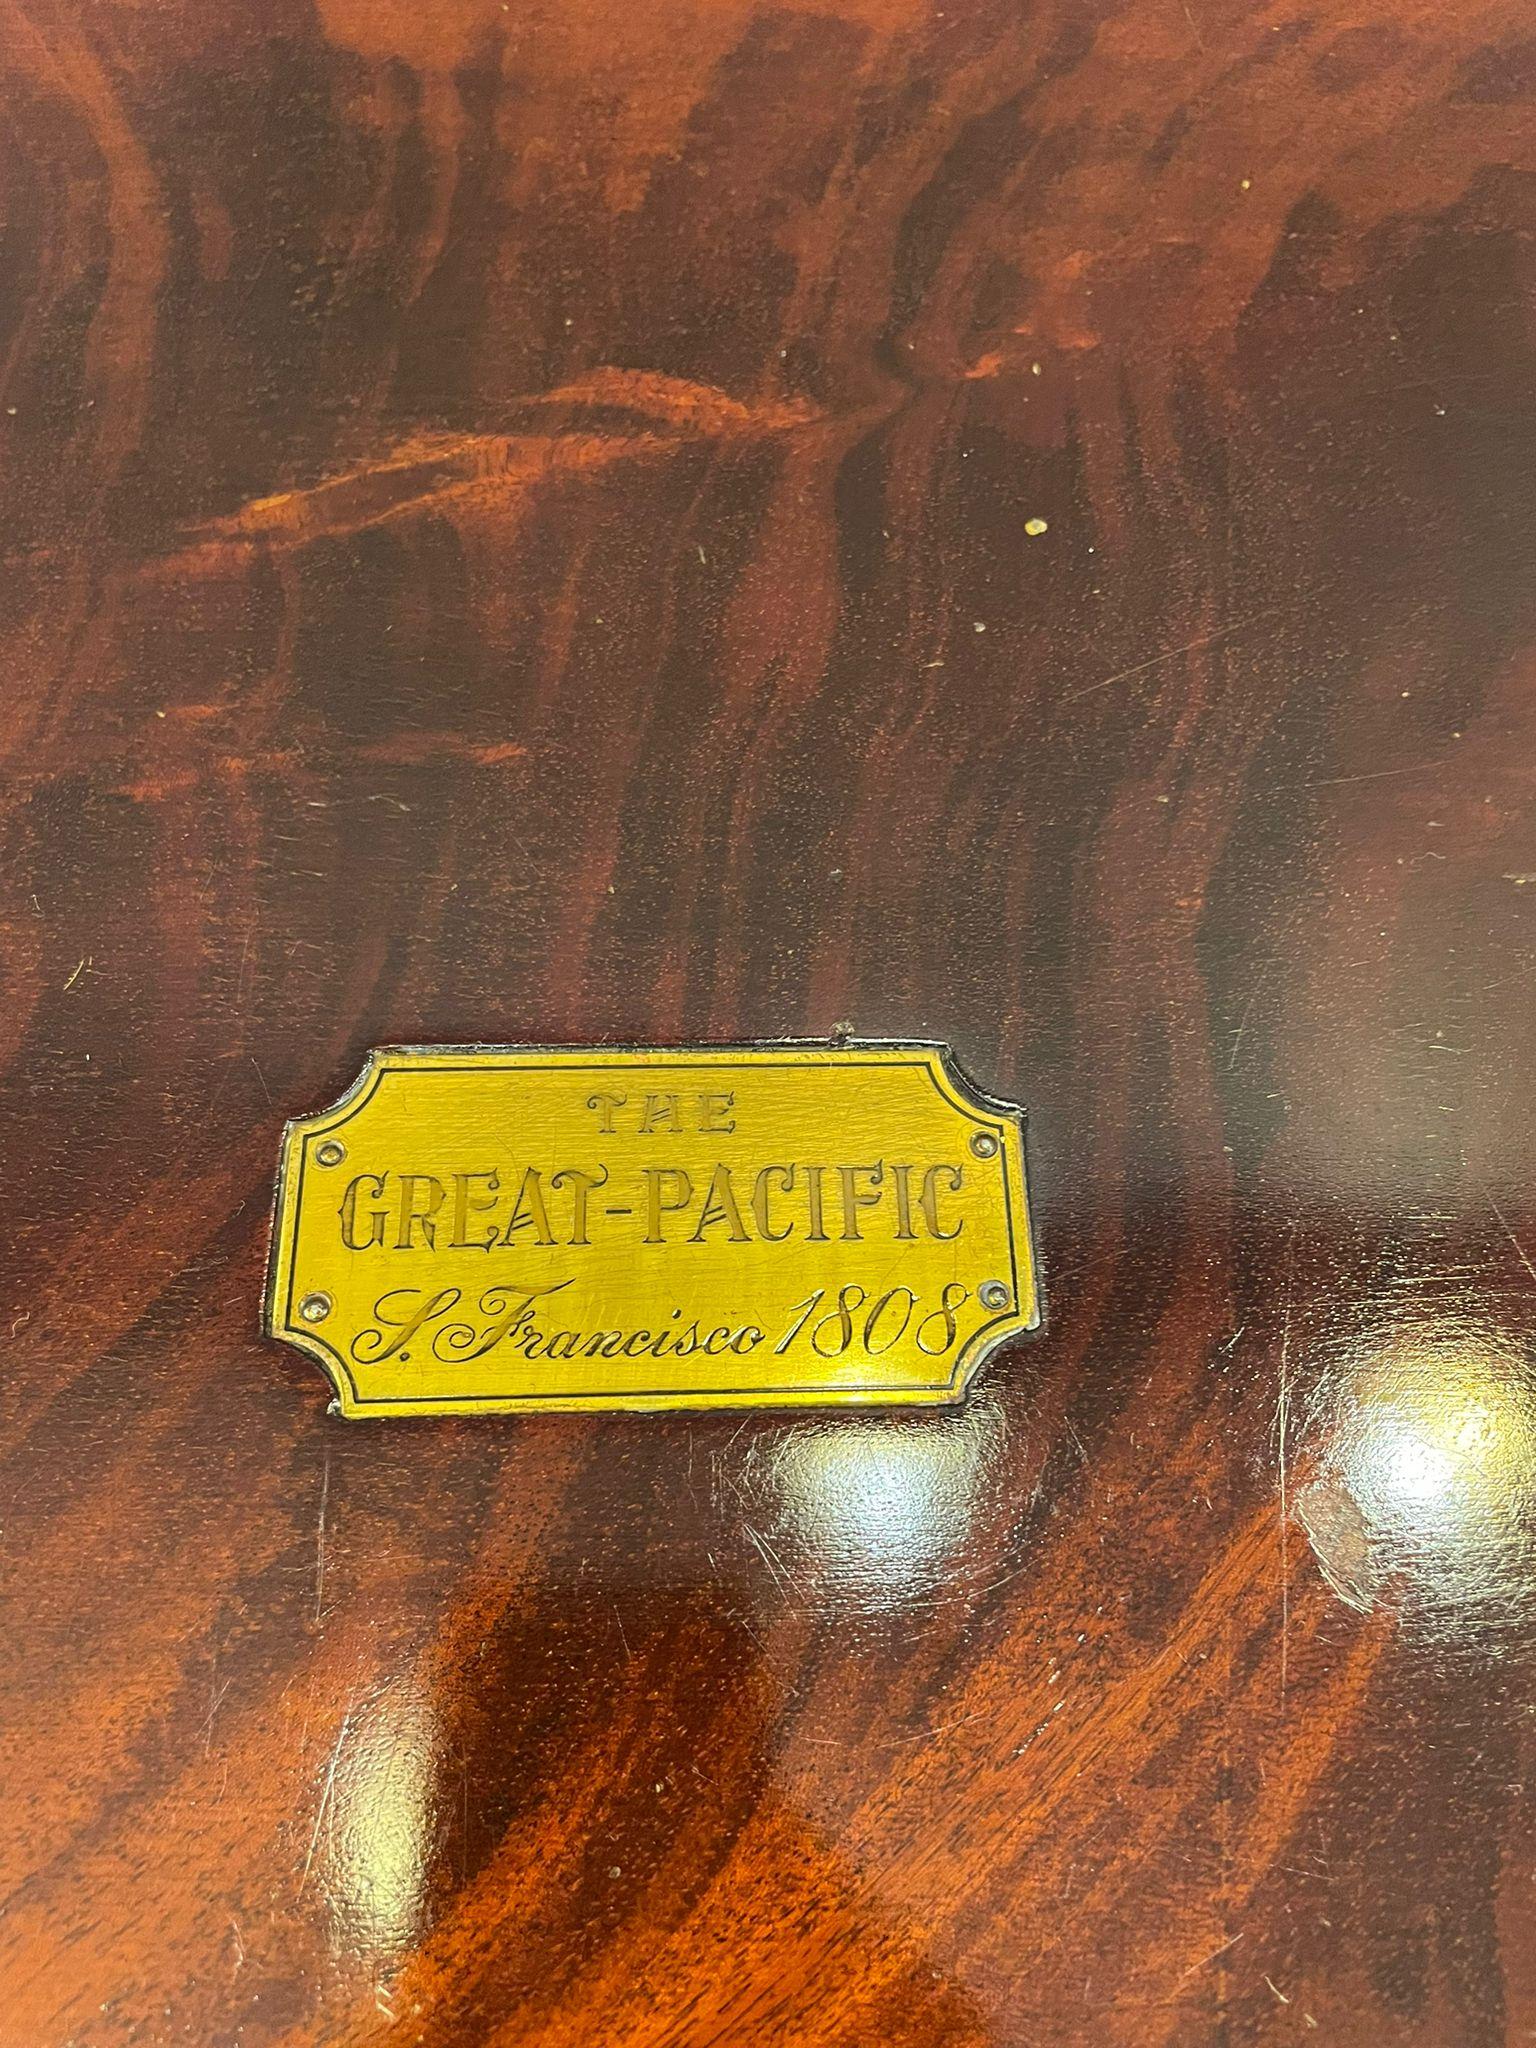 THE
GREAT-PACIFIC
S. Francisco 1808